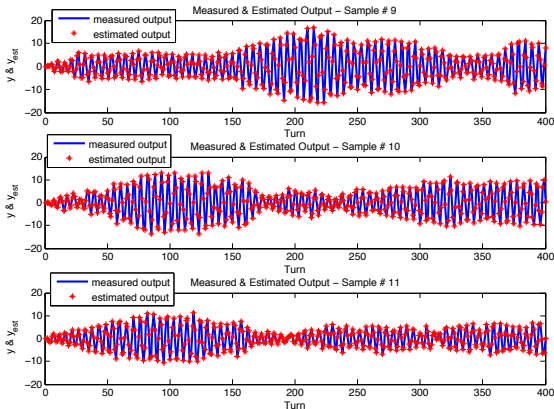 Measured & Estimated Output − Sample # 9
measured output
estimated output
20
10
0
−10
−20
y & y_est
0 50 100 150 200 250 300 350 400
Turn
Measured & Estimated Output − Sample # 10
measured output
estimated output
20
10
0
−10
−20
y & y_est
0 50 100 150 200 250 300 350 400
Turn
Measured & Estimated Output − Sample # 11
measured output
estimated output
20
10
0
−10
−20
y & y_est
0 50 100 150 200 250 300 350 400
Turn